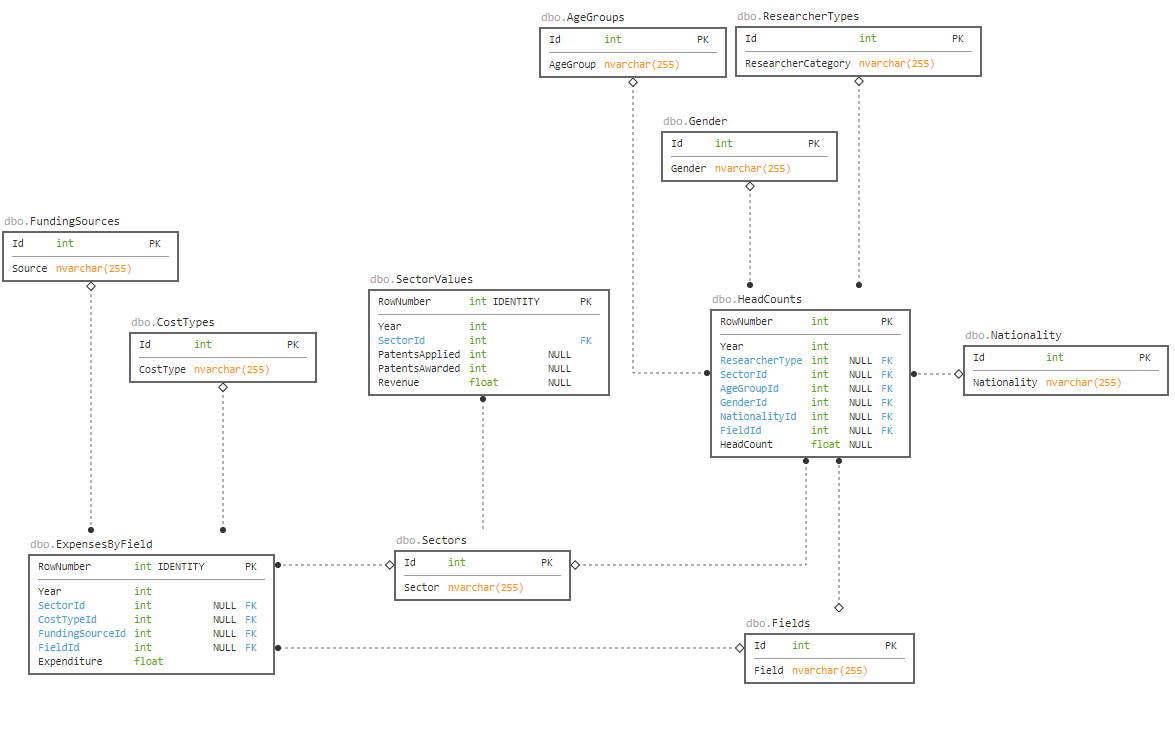 dbo.AgeGroups
Id int PK
AgeGroup nvarchar(255)
dbo.ResearcherTypes
Id int PK
ResearcherCategory nvarchar(255)
dbo.Gender
Id int PK
Gender nvarchar(255)
dbo.FundingSources
Id int PK
Source nvarchar(255)
dbo.CostTypes
Id int PK
CostType nvarchar(255)
dbo.SectorValues
RowNumber int IDENTITY PK
Year int
SectorId int FK
PatentsApplied int NULL
PatentsAwarded int NULL
Revenue float NULL
dbo.HeadCounts
RowNumber int PK
Year int
ResearcherType int NULL FK
SectorId int NULL FK
AgeGroupId int NULL FK
GenderId int NULL FK
NationalityId int NULL FK
FieldId int NULL FK
HeadCount float NULL
dbo.Nationality
Id int PK
Nationality nvarchar(255)
dbo.ExpensesByField
RowNumber int IDENTITY PK
Year int
SectorId int NULL FK
CostTypeId int NULL FK
FundingSourceId int NULL FK
FieldId int NULL FK
Expenditure float
dbo.Sectors
Id int PK
Sector nvarchar(255)
dbo.Fields
Id int PK
Field nvarchar(255)